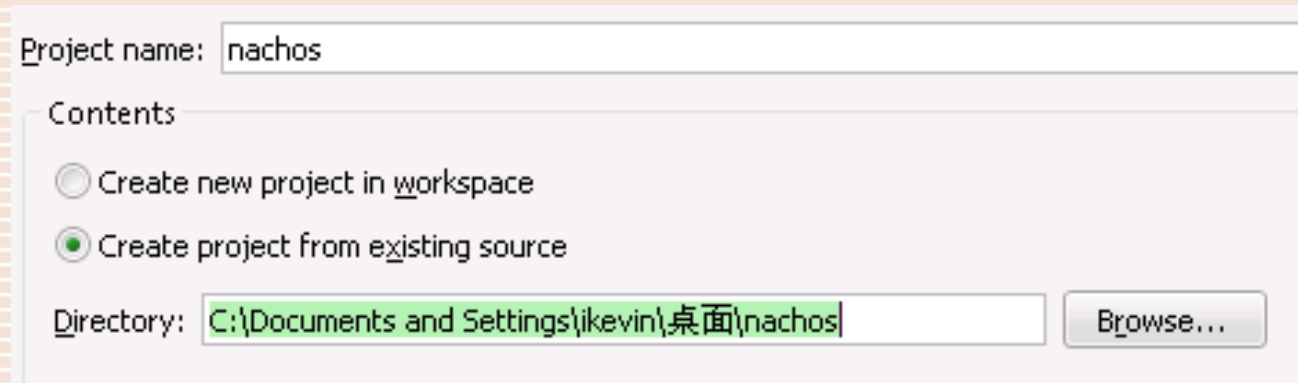 Project name: nachos
Contents
Create new project in workspace
Create project from existing source
Directory: C:\Documents and Settings\ikevin\桌面\nachos Browse...